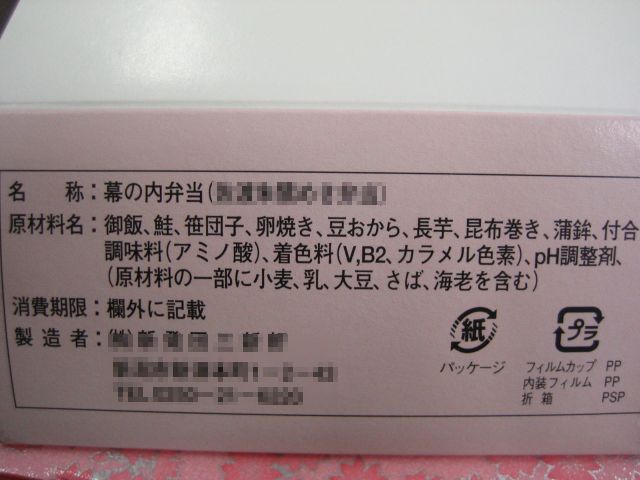 名　　称：幕の内弁当(
原材料名：御飯、鮭、笹団子、卵焼き、豆おから、長芋、昆布巻き、蒲鉾、付合
調味料(アミノ酸)、着色料(V,B2、カラメル色素)、pH調整剤、
(原材料の一部に小麦、乳、大豆、さば、海老を含む)
消費期限：欄外に記載
製造者：
紙
パッケージ
プラ
フィルムカップ PP
内装フィルム PP
折箱 PSP